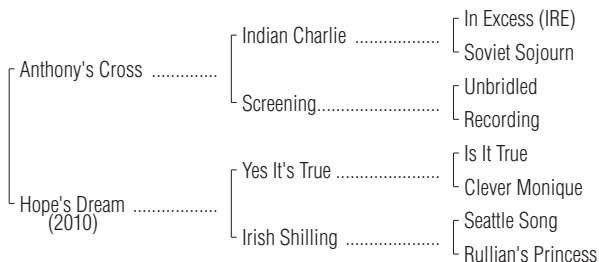 In Excess (IRE)
Indian Charlie ....................
Soviet Sojourn
Anthony's Cross ..............
Unbridled
Screening.............................
Recording
Is It True
Yes It's True .......................
Clever Monique
Hope's Dream ..................
(2010)
Seattle Song
Irish Shilling ......................
Rullian's Princess